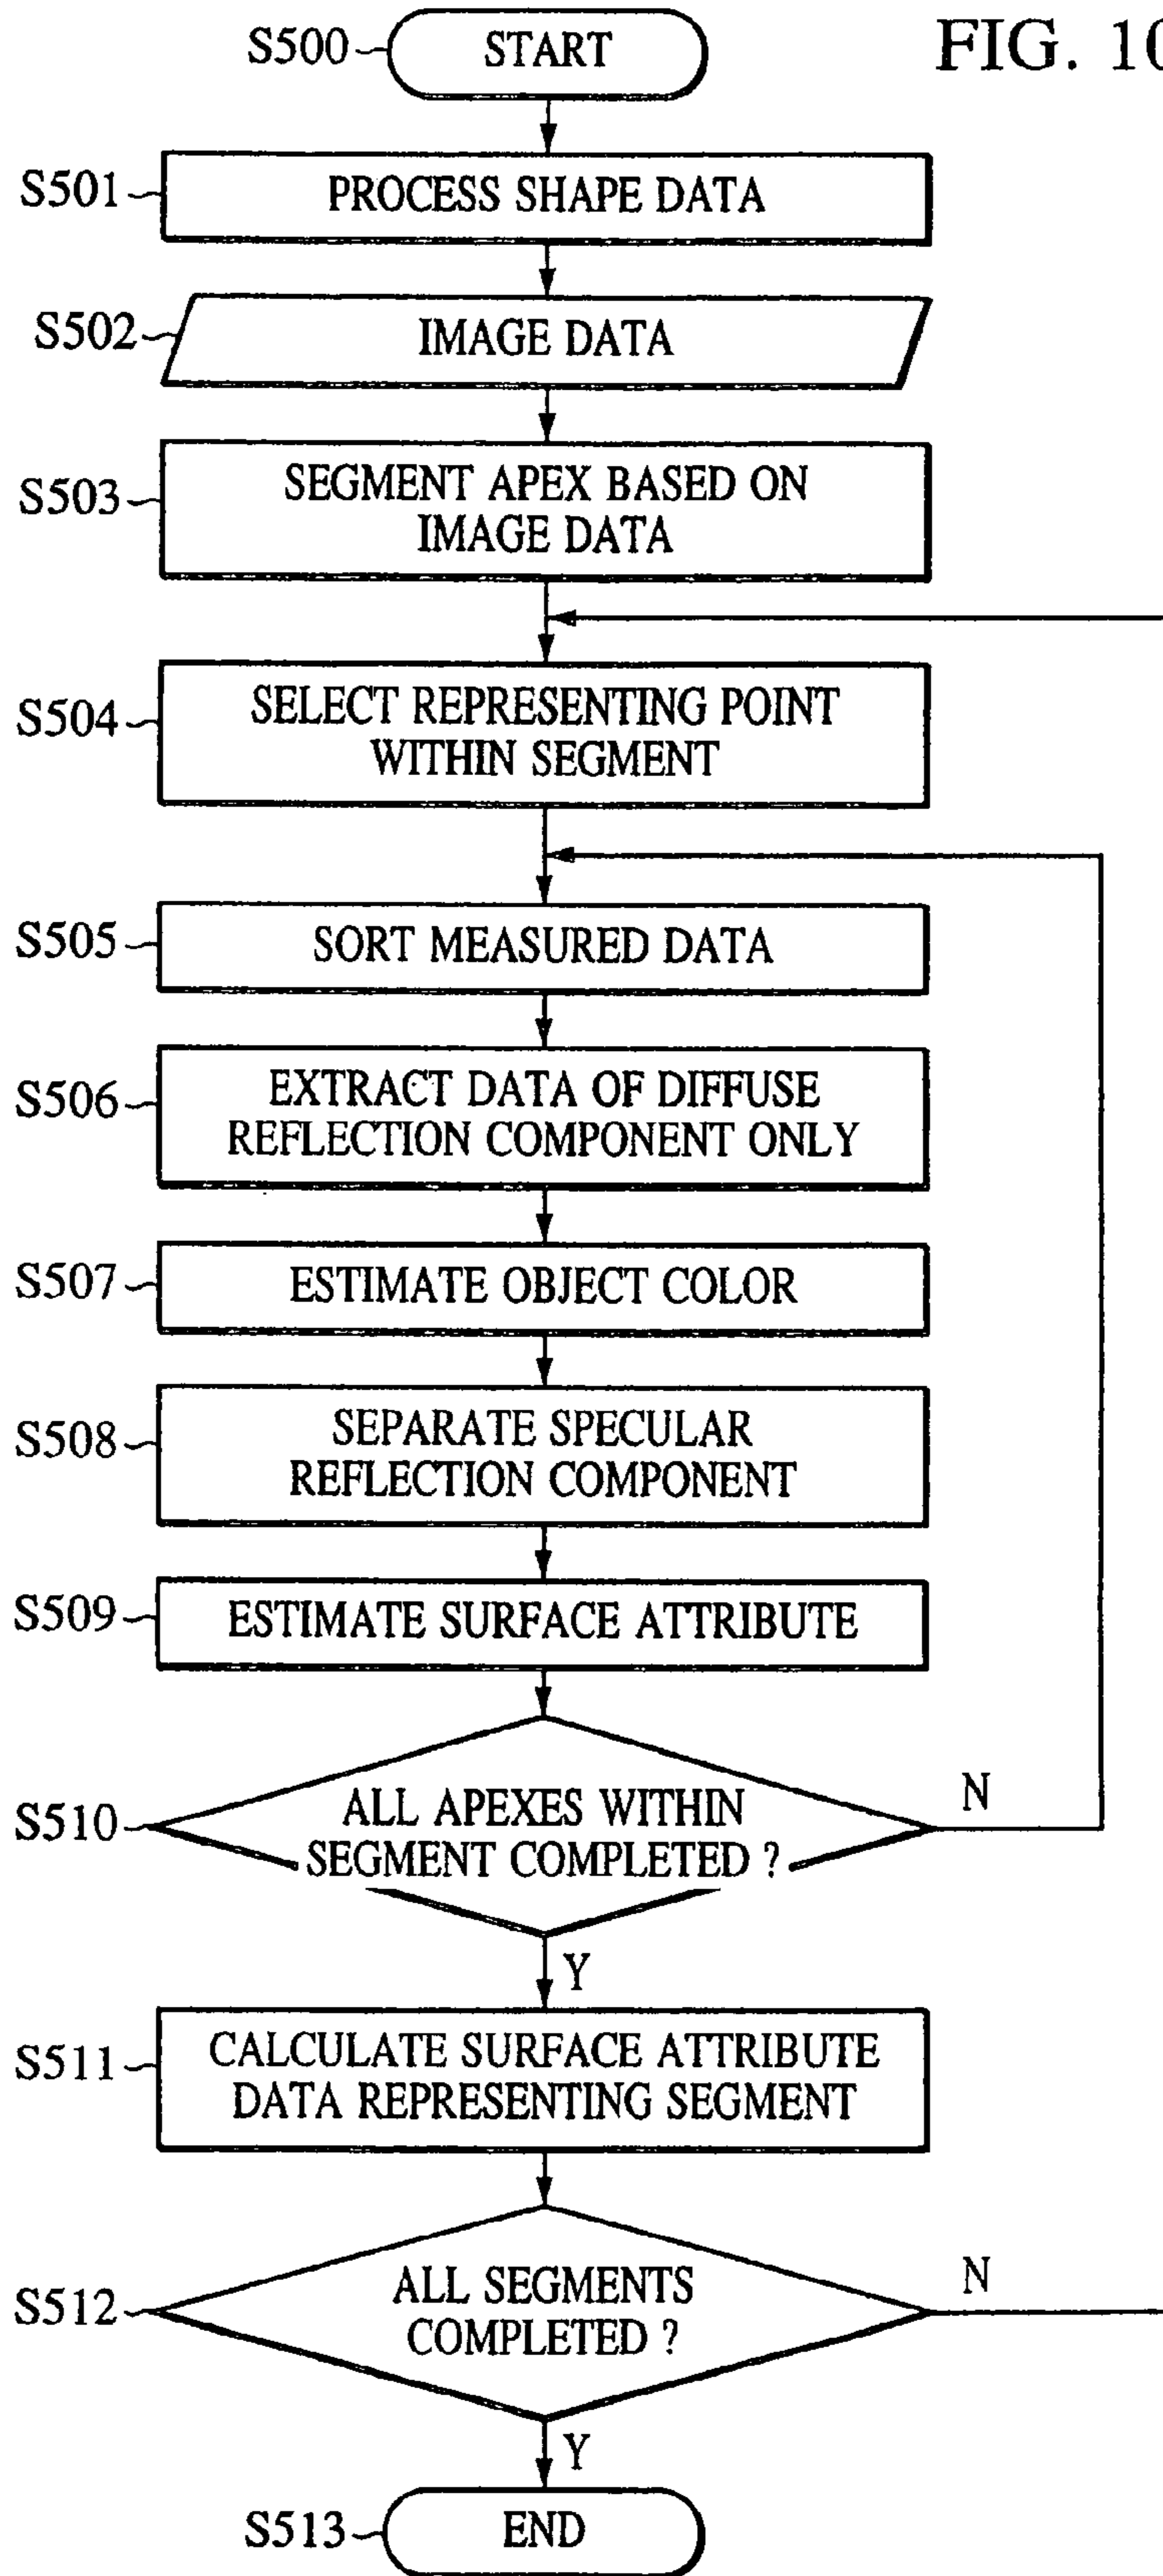 S500
START
FIG. 10
S501
PROCESS SHAPE DATA
S502
IMAGE DATA
S503
SEGMENT APEX BASED ON
IMAGE DATA
S504
SELECT REPRESENTING POINT
WITHIN SEGMENT
S505
SORT MEASURED DATA
S506
EXTRACT DATA OF DIFFUSE
REFLECTION COMPONENT ONLY
S507
ESTIMATE OBJECT COLOR
S508
SEPARATE SPECULAR
REFLECTION COMPONENT
S509
ESTIMATE SURFACE ATTRIBUTE
S510
ALL APEXES WITHIN
SEGMENT COMPLETED ?
N
Y
S511
CALCULATE SURFACE ATTRIBUTE
DATA REPRESENTING SEGMENT
S512
ALL SEGMENTS
COMPLETED ?
N
Y
S513
END